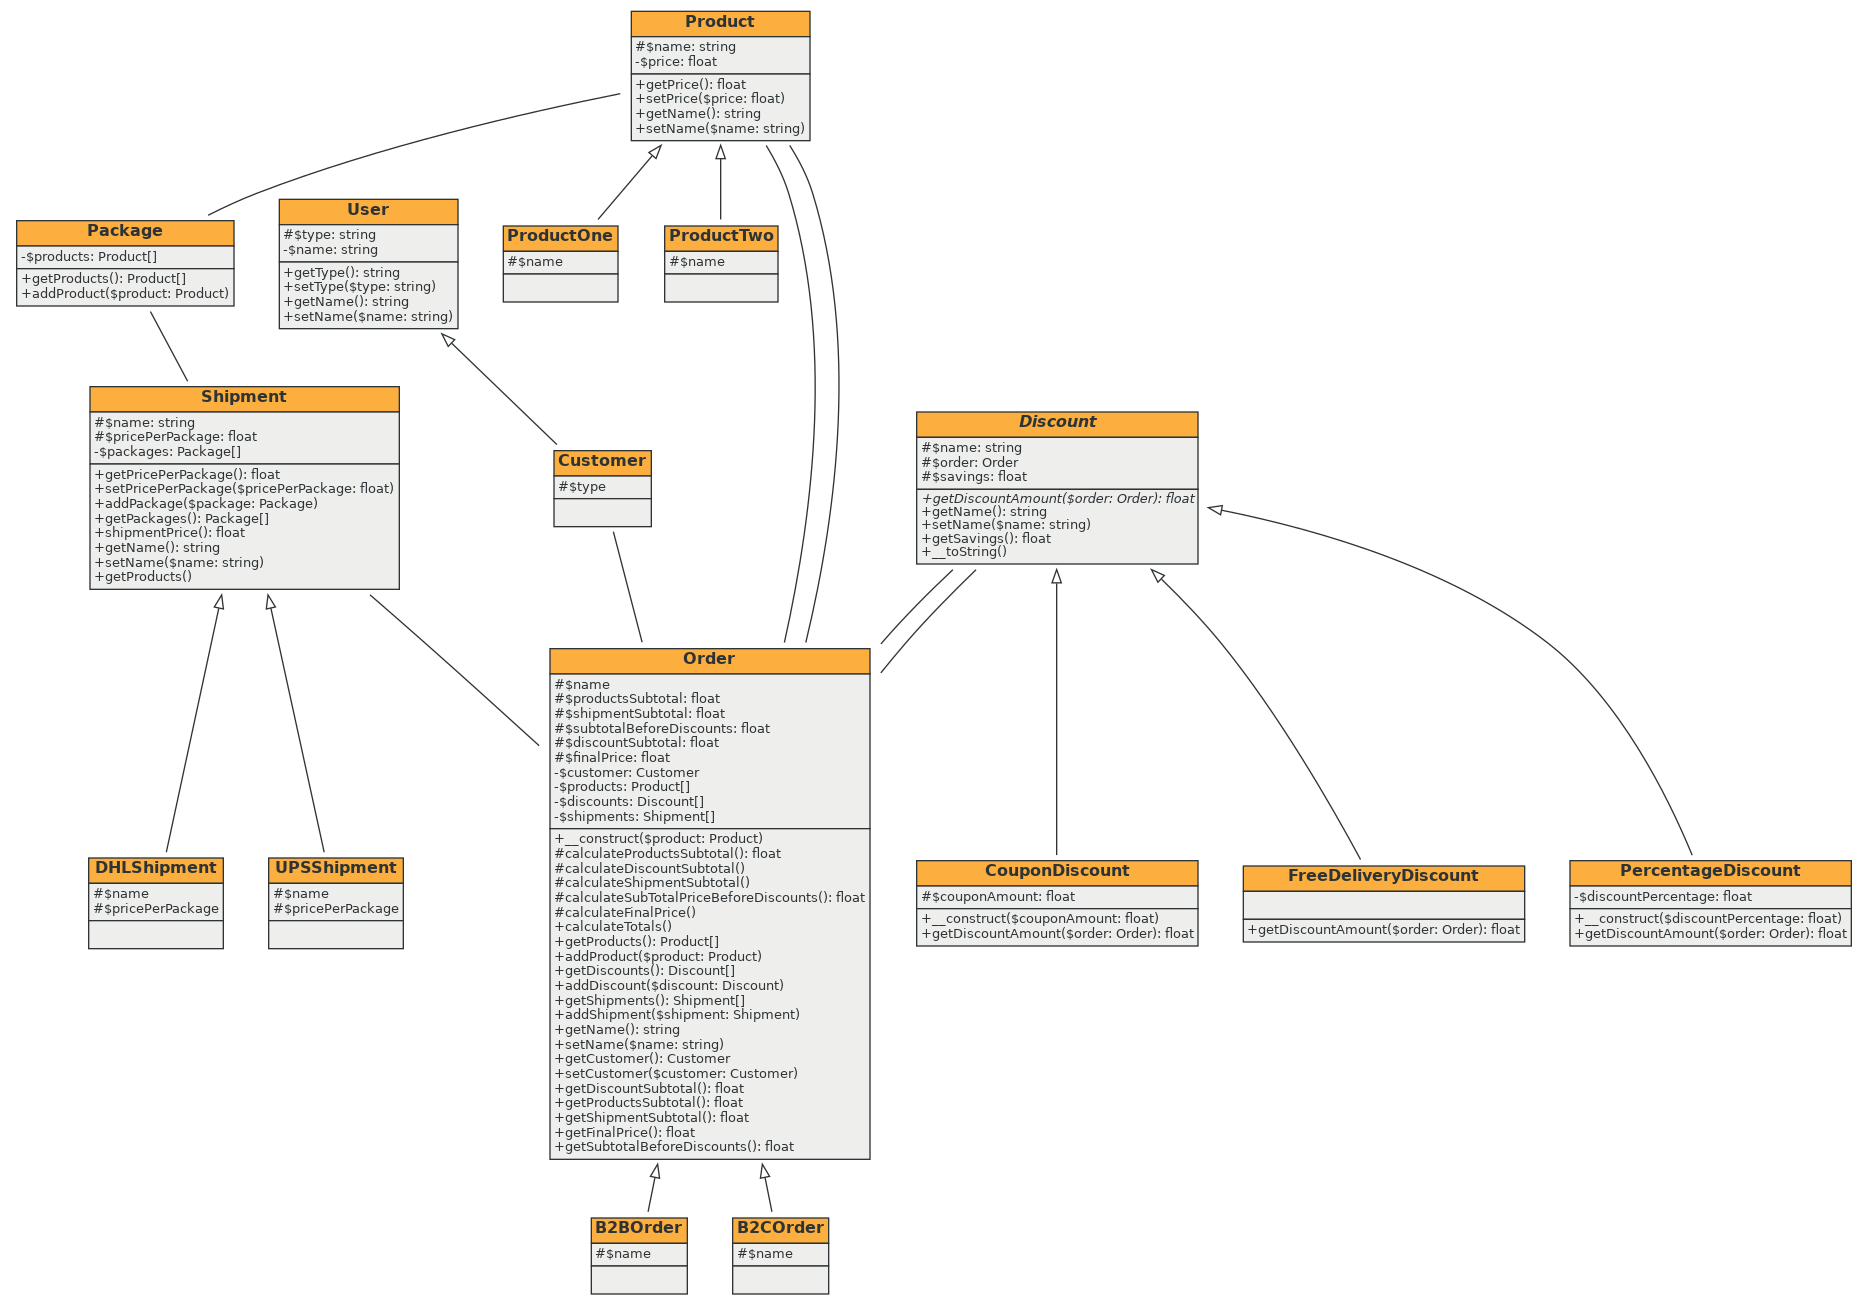 Product
#$name: string
-$price: float
+getPrice(): float
+setPrice($price: float)
+getName(): string
+setName($name: string)
Package
-$products: Product[]
+getProducts(): Product[]
+addProduct($product: Product)
User
#$type: string
-$name: string
+getType(): string
+setType($type: string)
+getName(): string
+setName($name: string)
ProductOne
#$name
ProductTwo
#$name
Shipment
#$name: string
#$pricePerPackage: float
-$packages: Package[]
+getPricePerPackage(): float
+setPricePerPackage($pricePerPackage: float)
+addPackage($package: Package)
+getPackages(): Package[]
+shipmentPrice(): float
+getName(): string
+setName($name: string)
+getProducts()
Customer
#$type
Discount
#$name: string
#$order: Order
#$savings: float
+getDiscountAmount($order: Order): float
+getName(): string
+setName($name: string)
+getSavings(): float
+__toString()
Order
#$name
#$productsSubtotal: float
#$shipmentSubtotal: float
#$subtotalBeforeDiscounts: float
#$discountSubtotal: float
#$finalPrice: float
-$customer: Customer
-$products: Product[]
-$discounts: Discount[]
-$shipments: Shipment[]
+__construct($product: Product)
#calculateProductsSubtotal(): float
#calculateDiscountSubtotal()
#calculateShipmentSubtotal()
#calculateSubTotalPriceBeforeDiscounts(): float
#calculateFinalPrice()
+calculateTotals()
+getProducts(): Product[]
+addProduct($product: Product)
+getDiscounts(): Discount[]
+addDiscount($discount: Discount)
+getShipments(): Shipment[]
+addShipment($shipment: Shipment)
+getName(): string
+setName($name: string)
+getCustomer(): Customer
+setCustomer($customer: Customer)
+getDiscountSubtotal(): float
+getProductsSubtotal(): float
+getShipmentSubtotal(): float
+getFinalPrice(): float
+getSubtotalBeforeDiscounts(): float
DHLShipment
#$name
#$pricePerPackage
UPSShipment
#$name
#$pricePerPackage
CouponDiscount
#$couponAmount: float
+__construct($couponAmount: float)
+getDiscountAmount($order: Order): float
FreeDeliveryDiscount
+getDiscountAmount($order: Order): float
PercentageDiscount
-$discountPercentage: float
+__construct($discountPercentage: float)
+getDiscountAmount($order: Order): float
B2BOrder
#$name
B2COrder
#$name